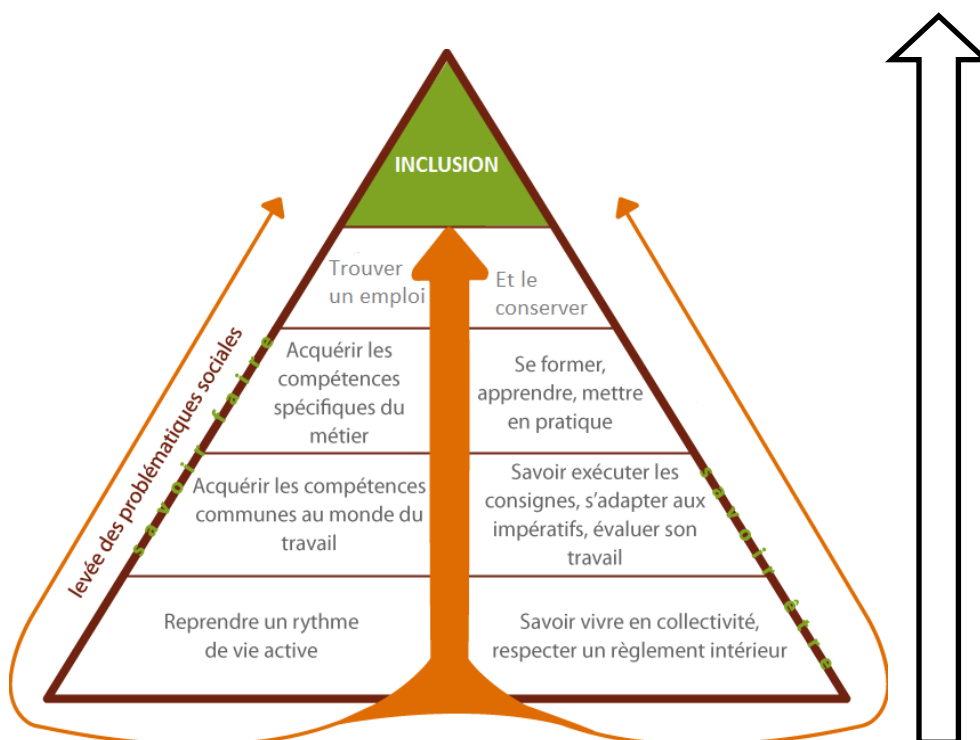 INCLUSION
Trouver
un emploi
Et le
conserver
Acquérir les
compétences
spécifiques du
métier
Se former,
apprendre, mettre
en pratique
Acquérir les compétences
communes au monde du
travail
Savoir exécuter les
consignes, s'adapter aux
impératifs, évaluer son
travail
Reprendre un rythme
de vie active
Savoir vivre en collectivité,
respecter un règlement intérieur
levée des problématiques sociales
savoir faire
savoir être